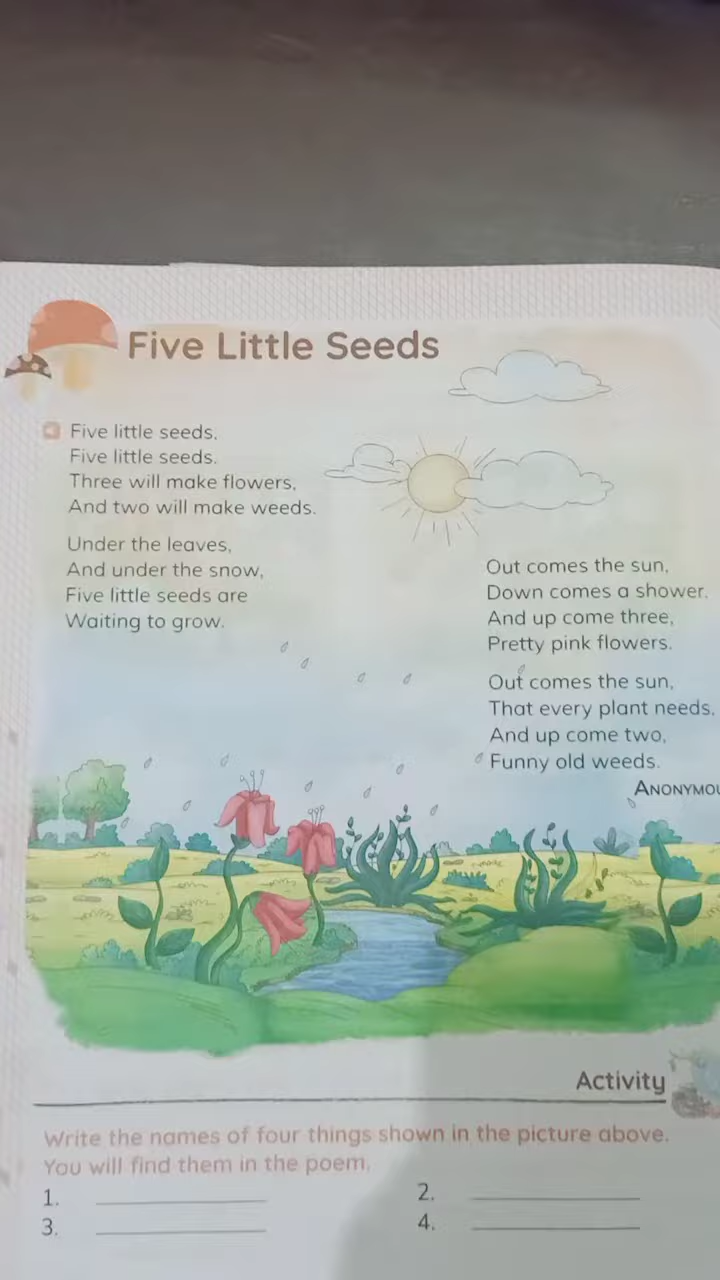 Five Little Seeds
Five little seeds,
Five little seeds.
Three will make flowers,
And two will make weeds.
Under the leaves,
And under the snow,
Five little seeds are
Waiting to grow.
Out comes the sun,
Down comes a shower.
And up come three,
Pretty pink flowers.
Out comes the sun,
That every plant needs.
And up come two,
Funny old weeds.
ANONYMOU
Activity
Write the names of four things shown in the picture above.
You will find them in the poem.
1.
2.
3.
4.